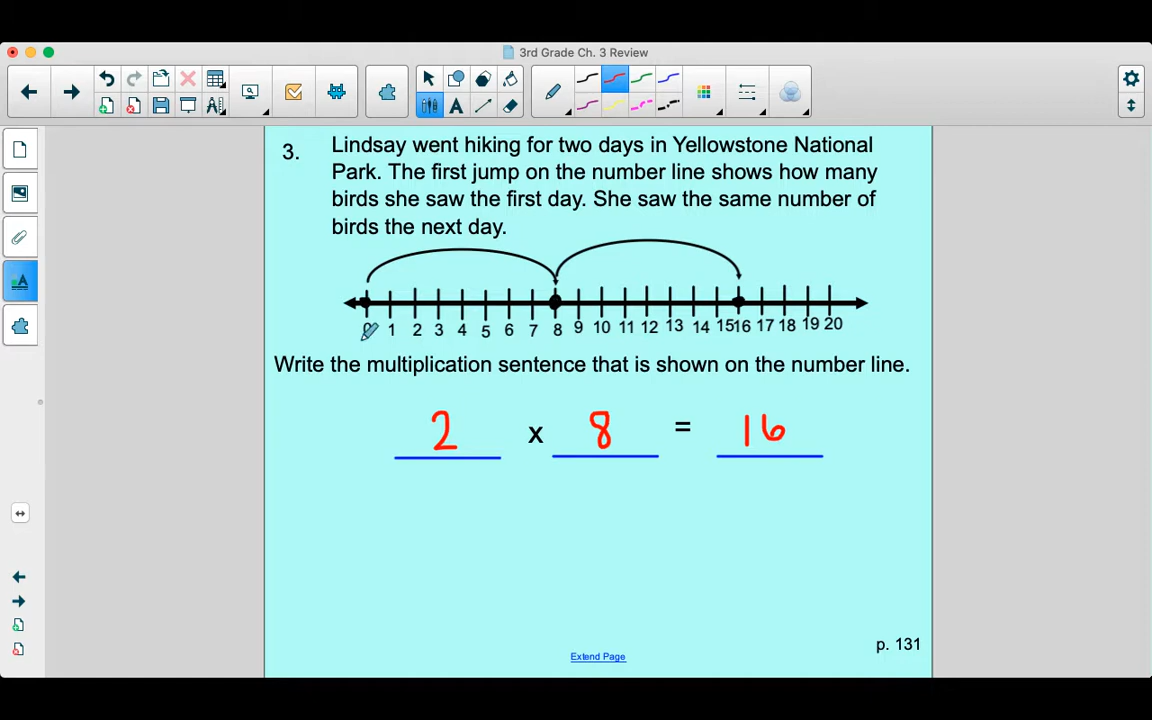 3rd Grade Ch. 3 Review
3. Lindsay went hiking for two days in Yellowstone National
Park. The first jump on the number line shows how many
birds she saw the first day. She saw the same number of
birds the next day.
0 1 2 3 4 5 6 7 8 9 10 11 12 13 14 15 16 17 18 19 20
Write the multiplication sentence that is shown on the number line.
2 x 8 = 16
p. 131
Extend Page